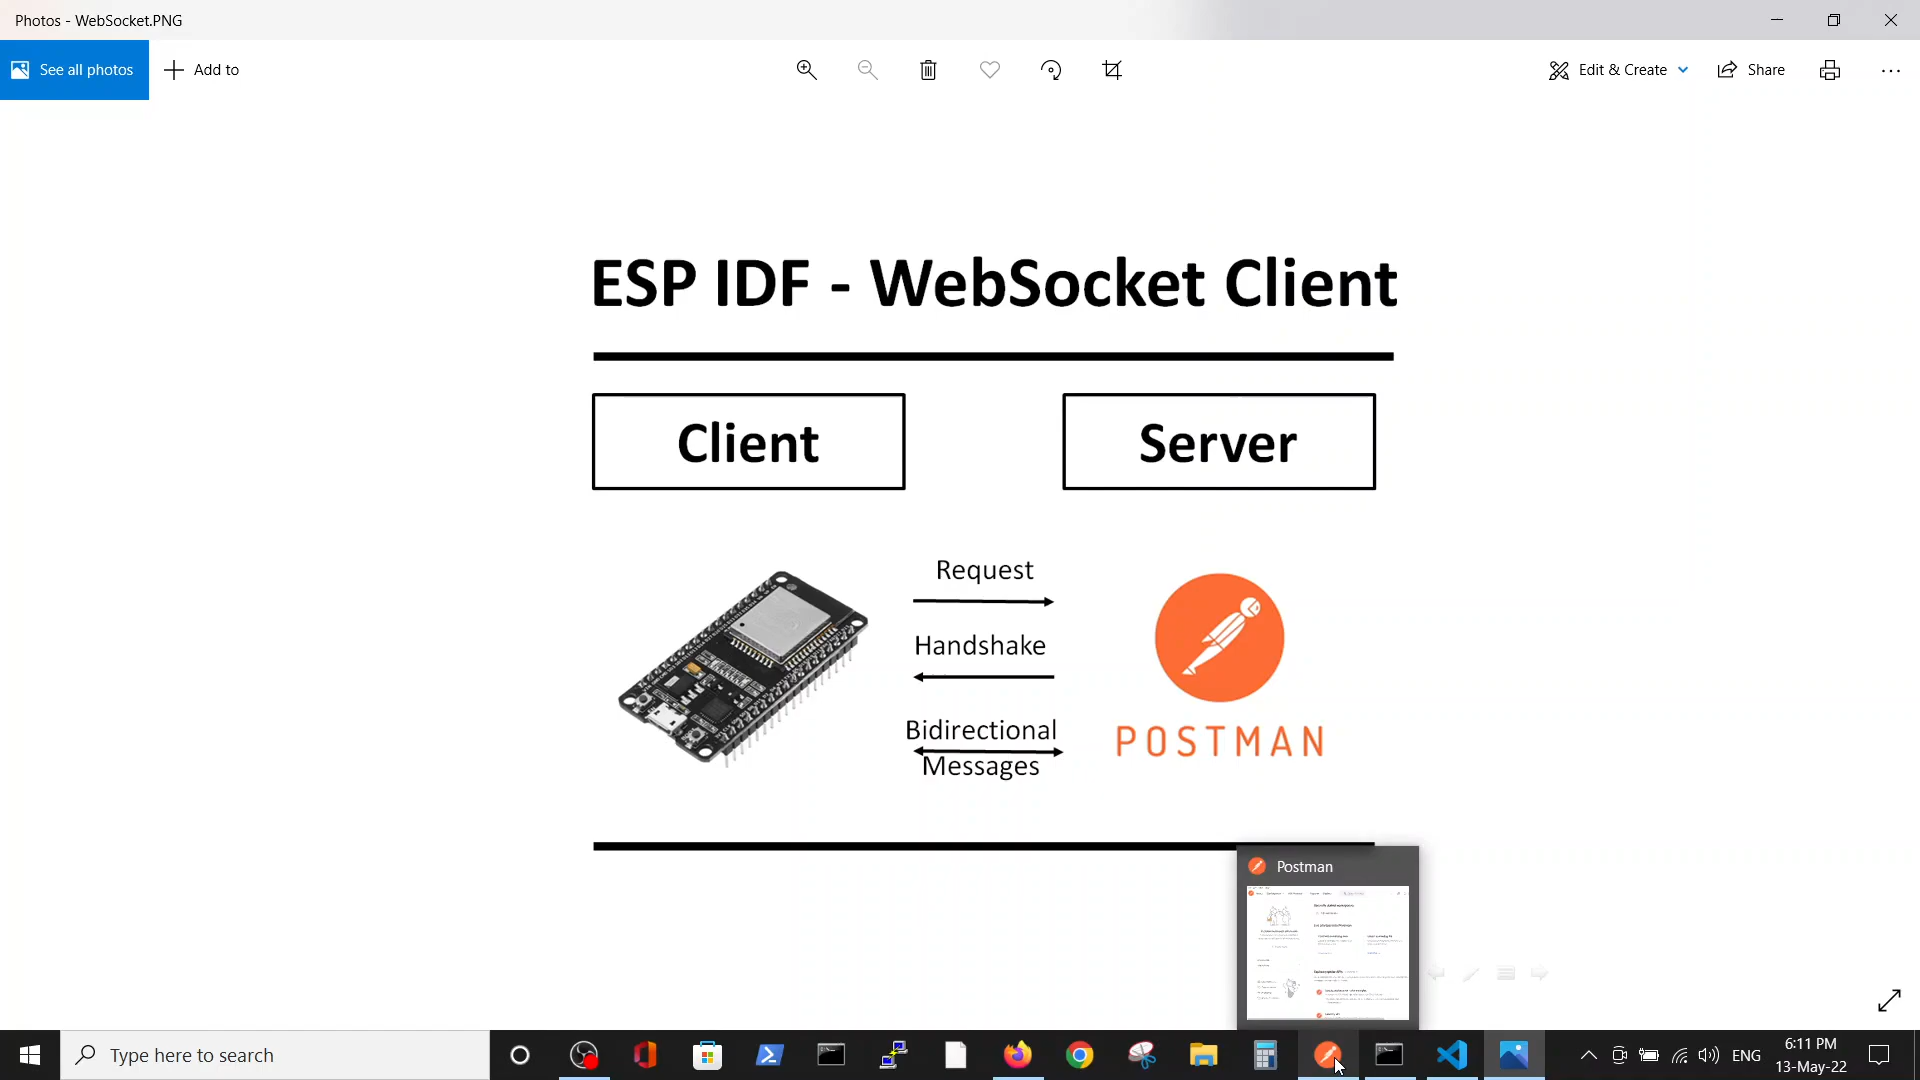 Photos - WebSocket.PNG
See all photos
Add to
Edit & Create
Share
ESP IDF - WebSocket Client
Client
Server
Request
Handshake
Bidirectional
Messages
POSTMAN
Postman
Type here to search
ENG
6:11 PM
13-May-22